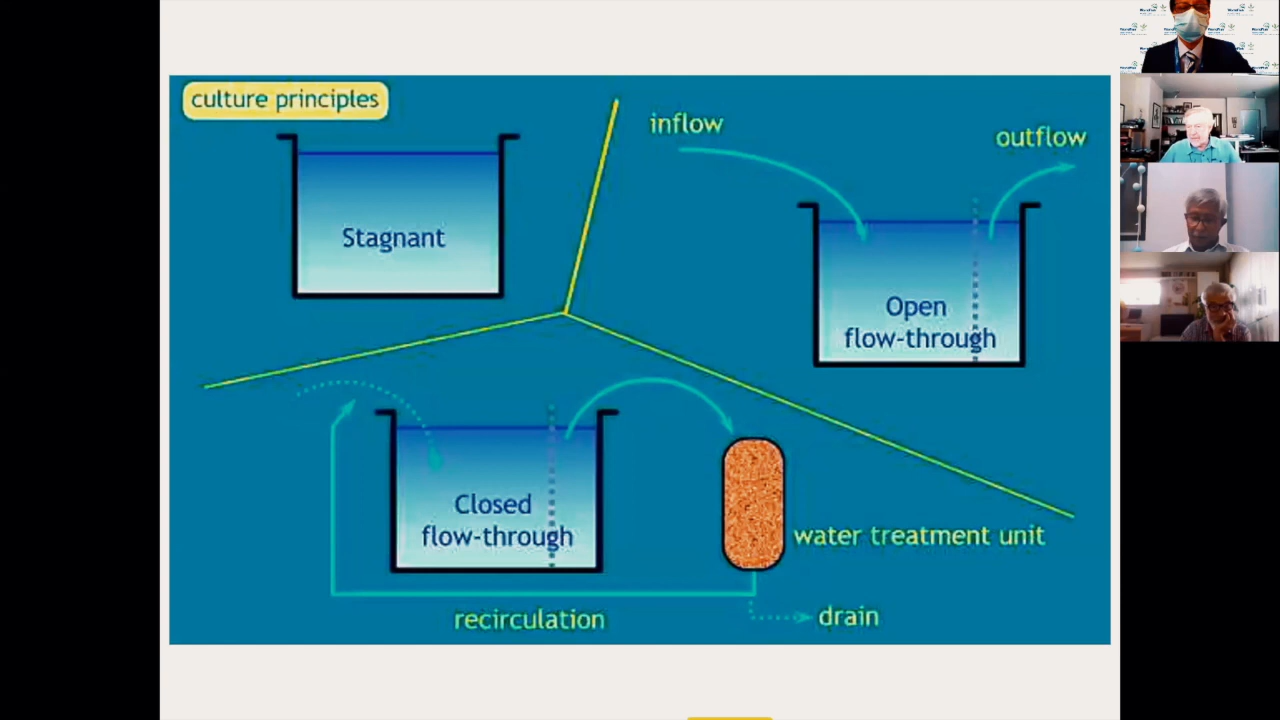 culture principles
Stagnant
inflow
outflow
Open
flow-through
Closed
flow-through
water treatment unit
recirculation
drain